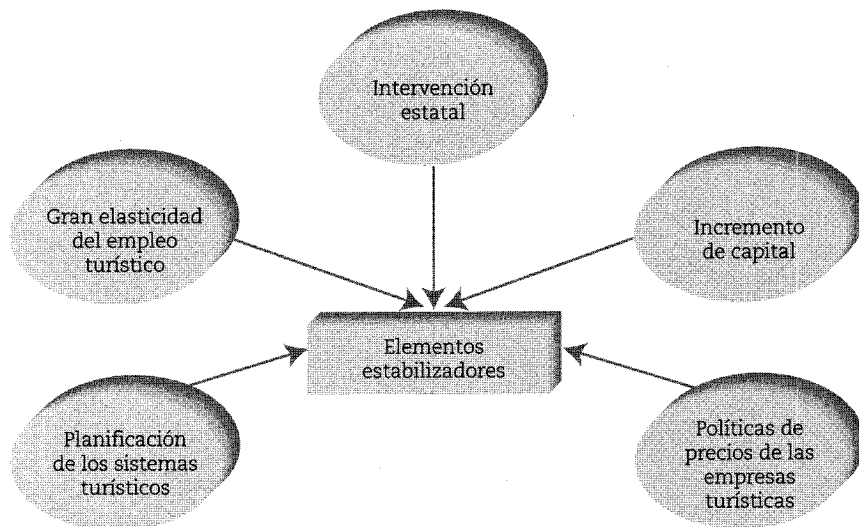 Intervención
estatal
Gran elasticidad
del empleo
turístico
Incremento
de capital
Elementos
estabilizadores
Planificación
de los sistemas
turísticos
Políticas de
precios de las
empresas
turísticas